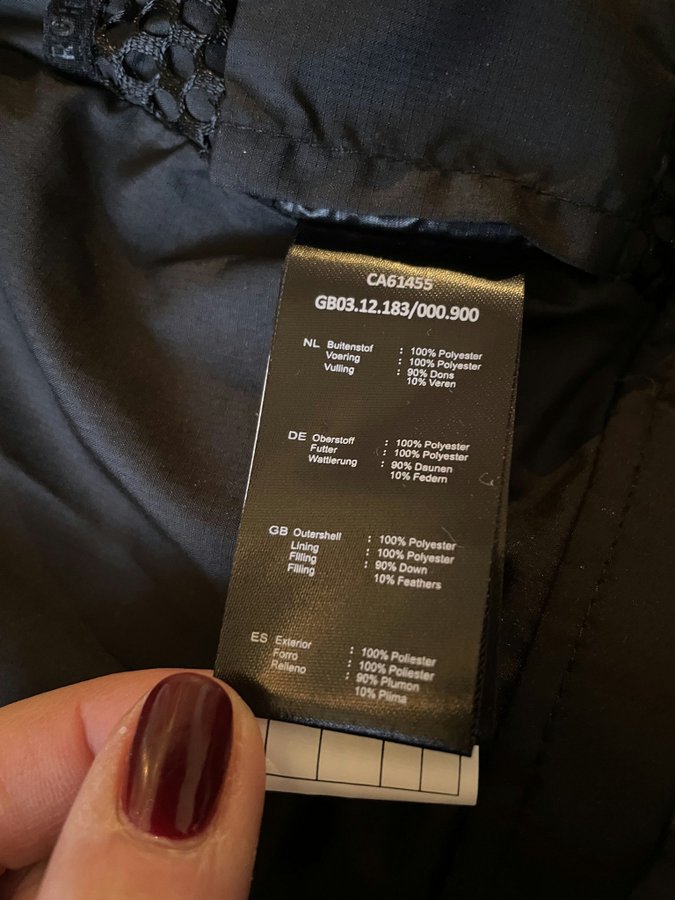 CA61455
GB03.12.183/000.900
NL Buitenstof : 100% Polyester
Voering : 100% Polyester
Vulling : 90% Dons
10% Veren
DE Oberstoff : 100% Polyester
Futter : 100% Polyester
Wattierung : 90% Daunen
10% Federn
GB Outershell : 100% Polyester
Lining : 100% Polyester
Filling : 90% Down
Filling 10% Feathers
ES Exterior : 100% Poliester
Forro : 100% Poliester
Relleno : 90% Plumon
10% Plima